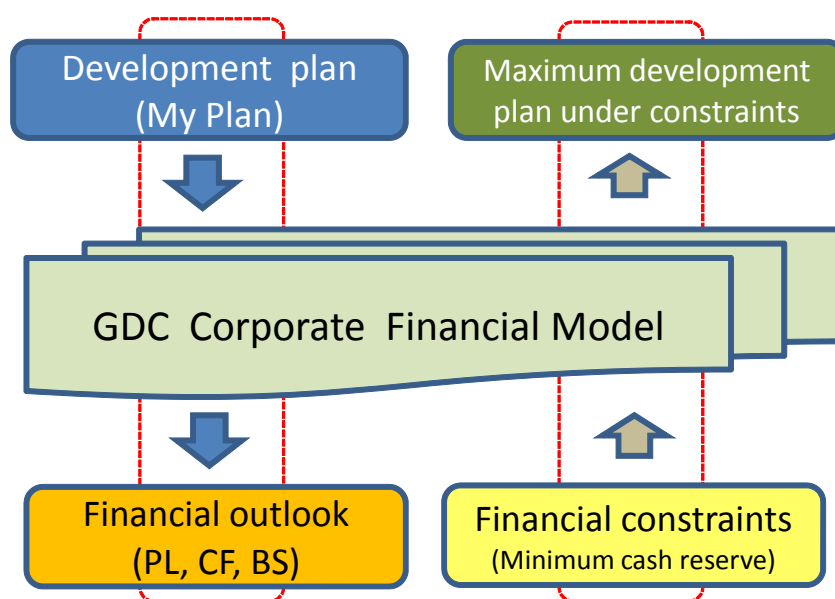 Development plan
(My Plan)
Maximum development
plan under constraints
GDC Corporate Financial Model
Financial outlook
(PL, CF, BS)
Financial constraints
(Minimum cash reserve)